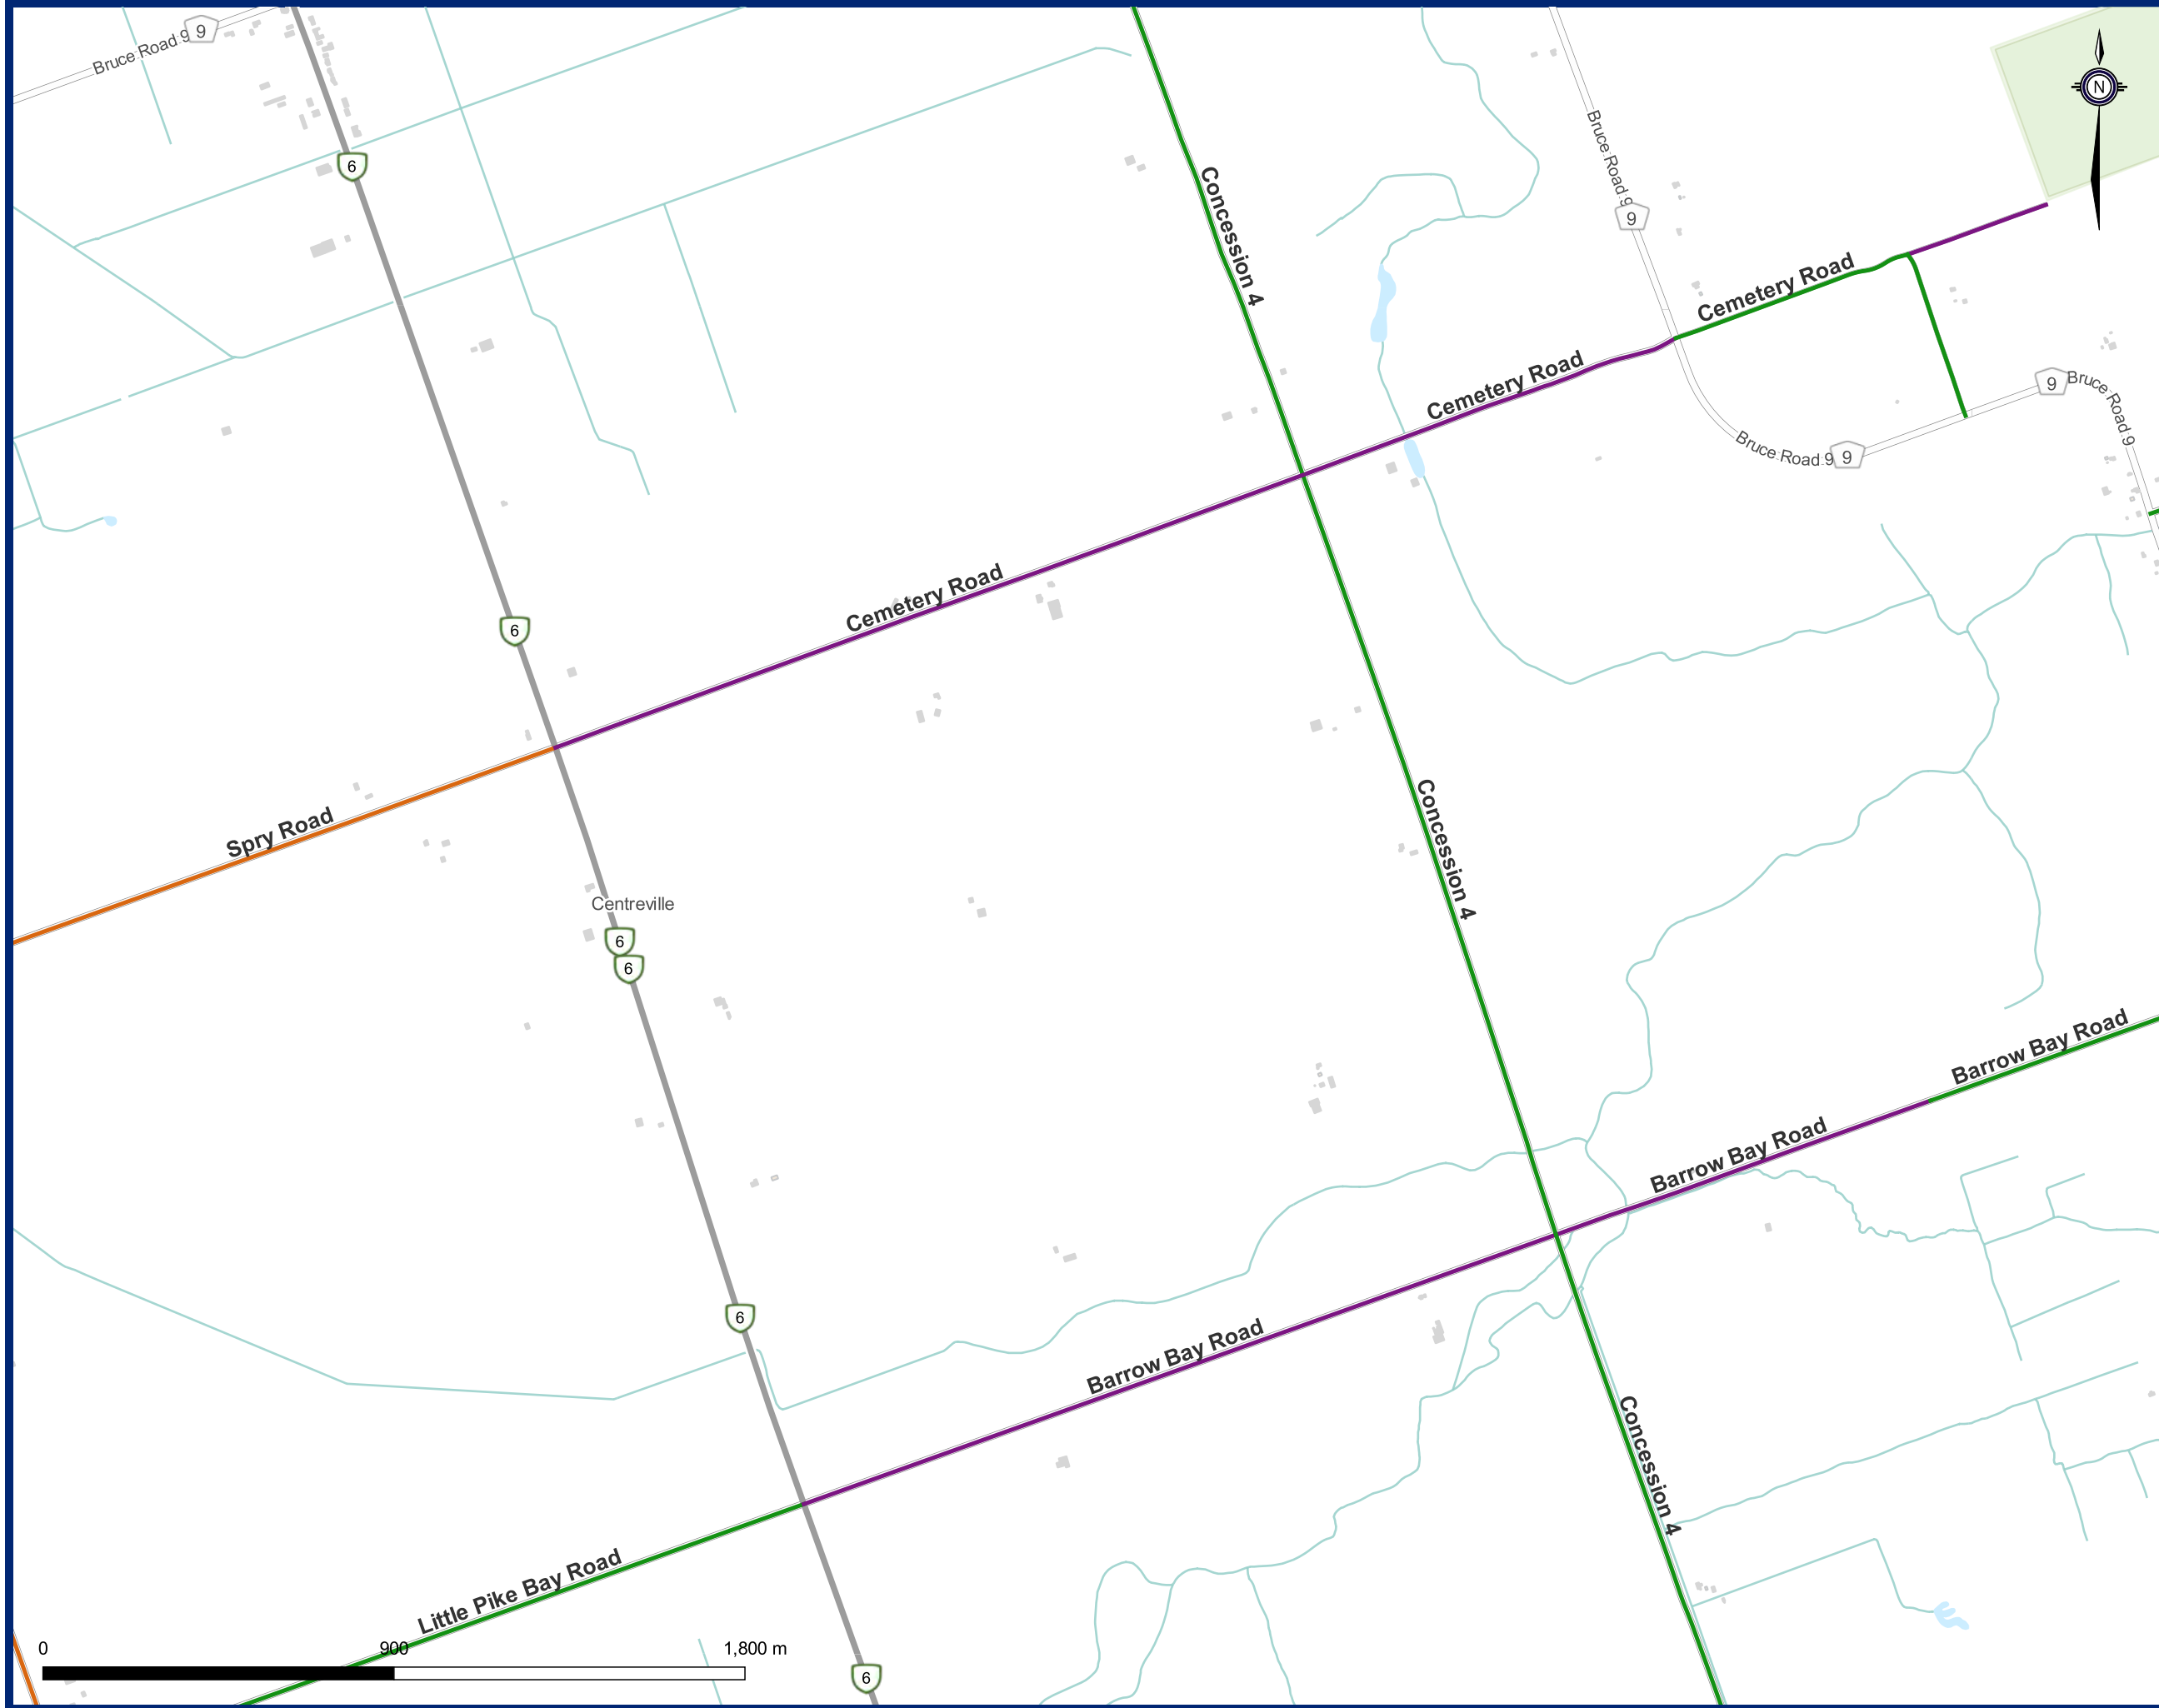 Bruce Road 9
9
6
Concession 4
Bruce Road 9
9
N
Cemetery Road
Cemetery Road
9
Bruce Road 9
Bruce Road 9
9
Cemetery Road
6
Spry Road
Concession 4
Centreville
6
6
Barrow Bay Road
Barrow Bay Road
6
Barrow Bay Road
Concession 4
Little Pike Bay Road
0
900
1,800 m
6